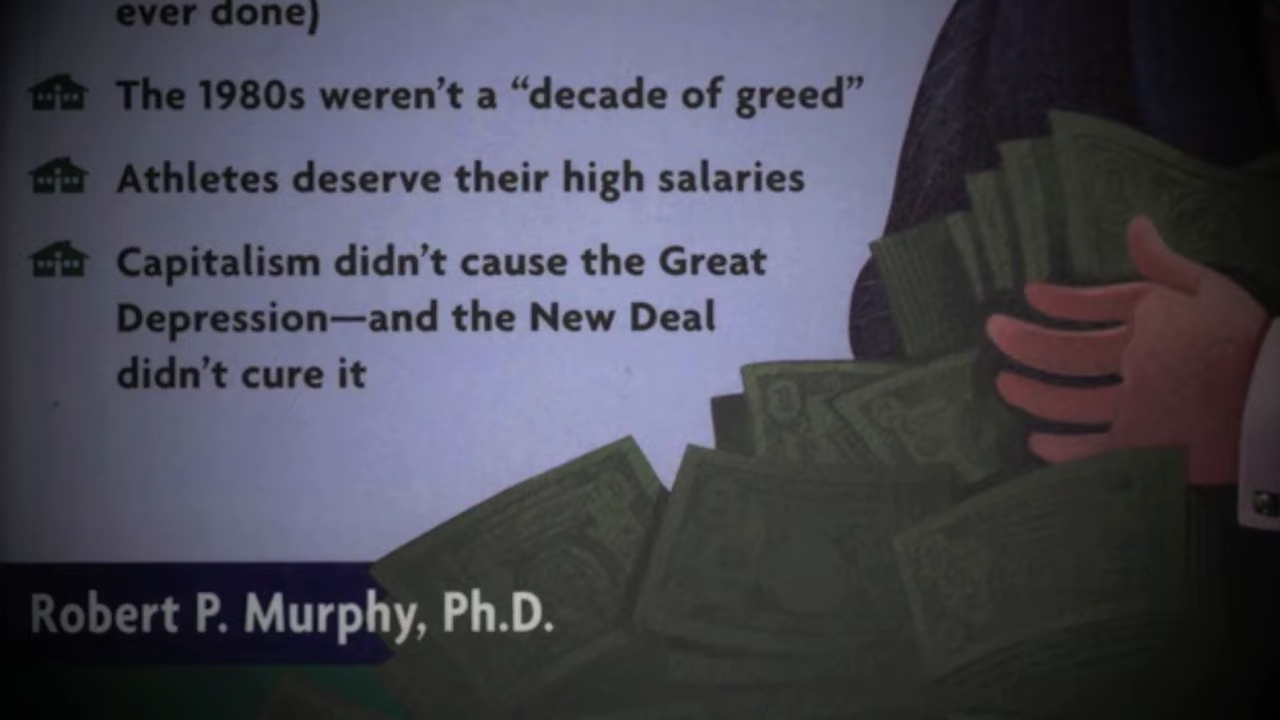 ever done)
The 1980s weren't a “decade of greed”
Athletes deserve their high salaries
Capitalism didn't cause the Great
Depression—and the New Deal
didn't cure it
Robert P. Murphy, Ph.D.